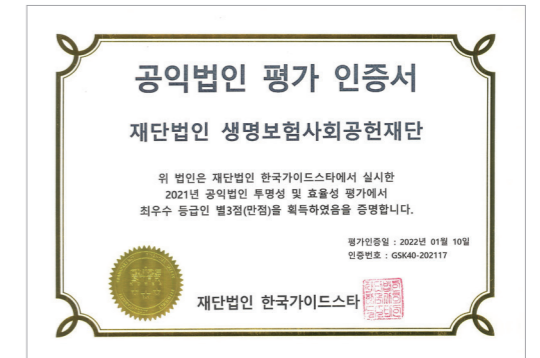 공익법인 평가 인증서
재단법인 생명보험사회공헌재단
위 법인은 재단법인 한국가이드스타에서 실시한
2021년 공익법인 투명성 및 효율성 평가에서
최우수 등급인 별3점(만점)을 획득하였음을 증명합니다.
평가인증일 : 2022년 01월 10일
인증번호 : GSK40-202117
재단법인 한국가이드스타